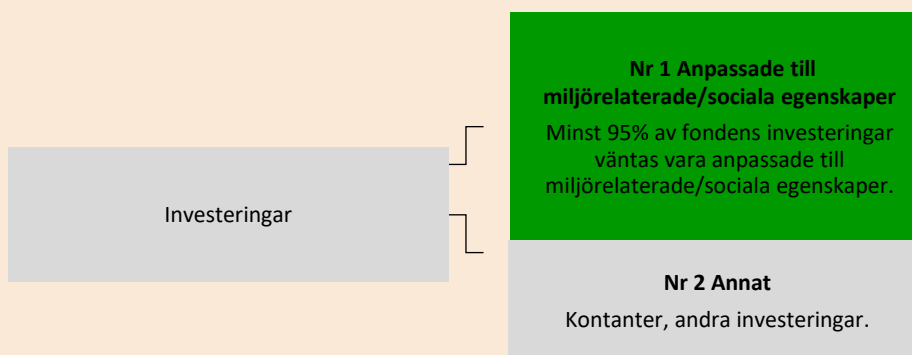 Investeringar
Nr 1 Anpassade till
miljörelaterade/sociala egenskaper
Minst 95% av fondens investeringar
väntas vara anpassade till
miljörelaterade/sociala egenskaper.
Nr 2 Annat
Kontanter, andra investeringar.